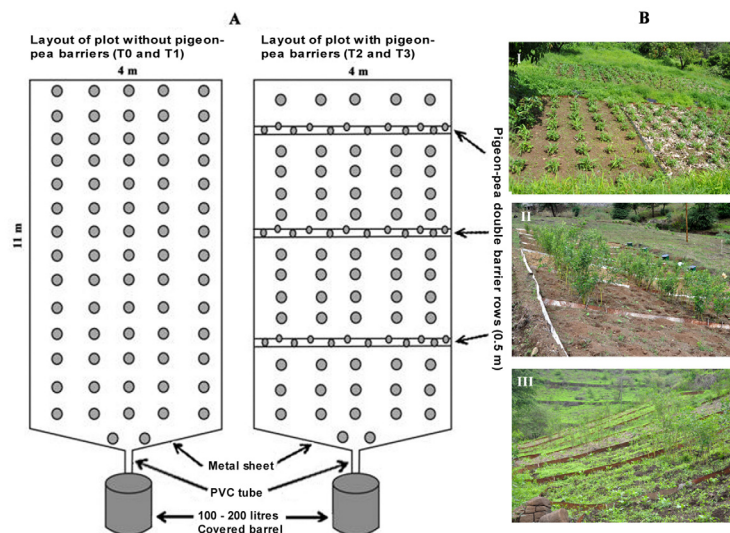 A
B
Layout of plot without pigeon-
pea barriers (T0 and T1)
4 m
11 m
Layout of plot with pigeon-
pea barriers (T2 and T3)
4 m
Pigeon-pea double barrier rows (0.5 m)
Metal sheet
PVC tube
100 - 200 litres
Covered barrel
I
II
III